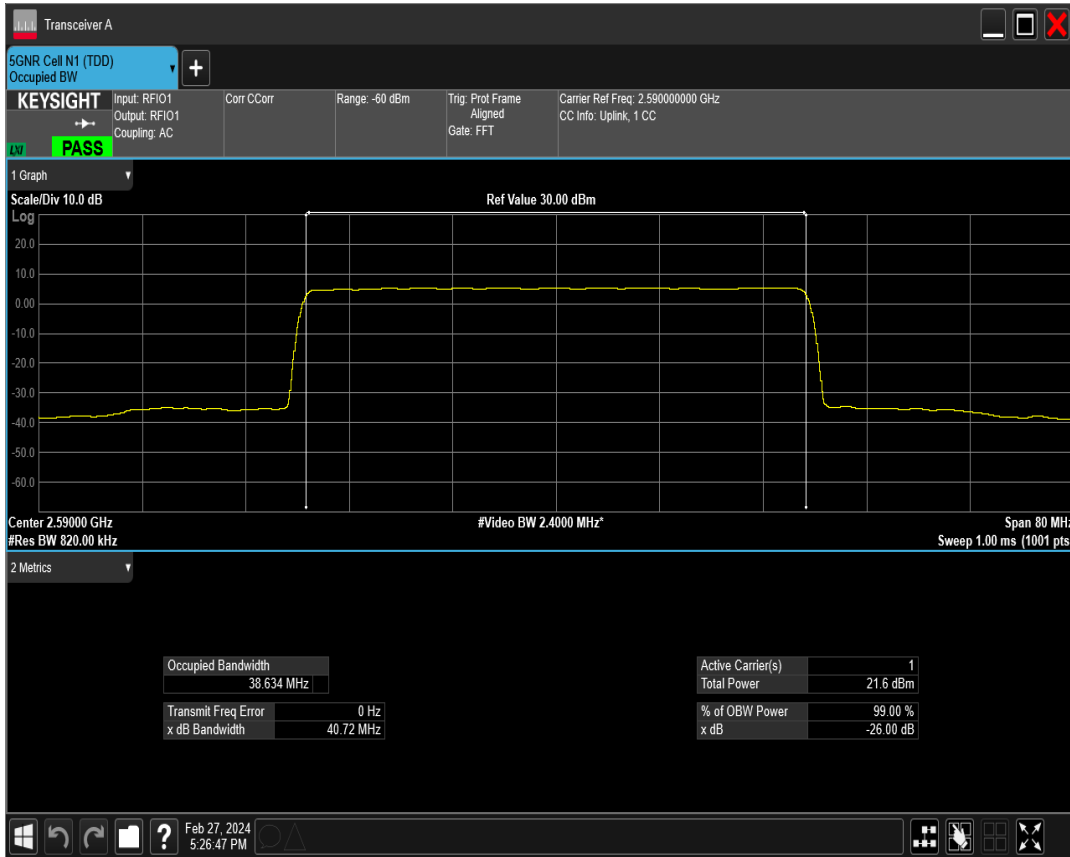 Transceiver A
5GNR Cell N1 (TDD)
Occupied BW
KEYSIGHT
Input: RFIO1
Output: RFIO1
Coupling: AC
Corr CCorr
Range: -60 dBm
Trig: Prot Frame
Aligned
Gate: FFT
Carrier Ref Freq: 2.590000000 GHz
CC Info: Uplink, 1 CC
LXI
PASS
1 Graph
Scale/Div 10.0 dB
Ref Value 30.00 dBm
Log
20.0
10.0
0.00
-10.0
-20.0
-30.0
-40.0
-50.0
-60.0
Center 2.59000 GHz
#Video BW 2.4000 MHz*
Span 80 MHz
#Res BW 820.00 kHz
Sweep 1.00 ms (1001 pts
2 Metrics
Occupied Bandwidth
38.634 MHz
Transmit Freq Error 0 Hz
x dB Bandwidth 40.72 MHz
Active Carrier(s) 1
Total Power 21.6 dBm
% of OBW Power 99.00 %
x dB -26.00 dB
?
Feb 27, 2024
5:26:47 PM